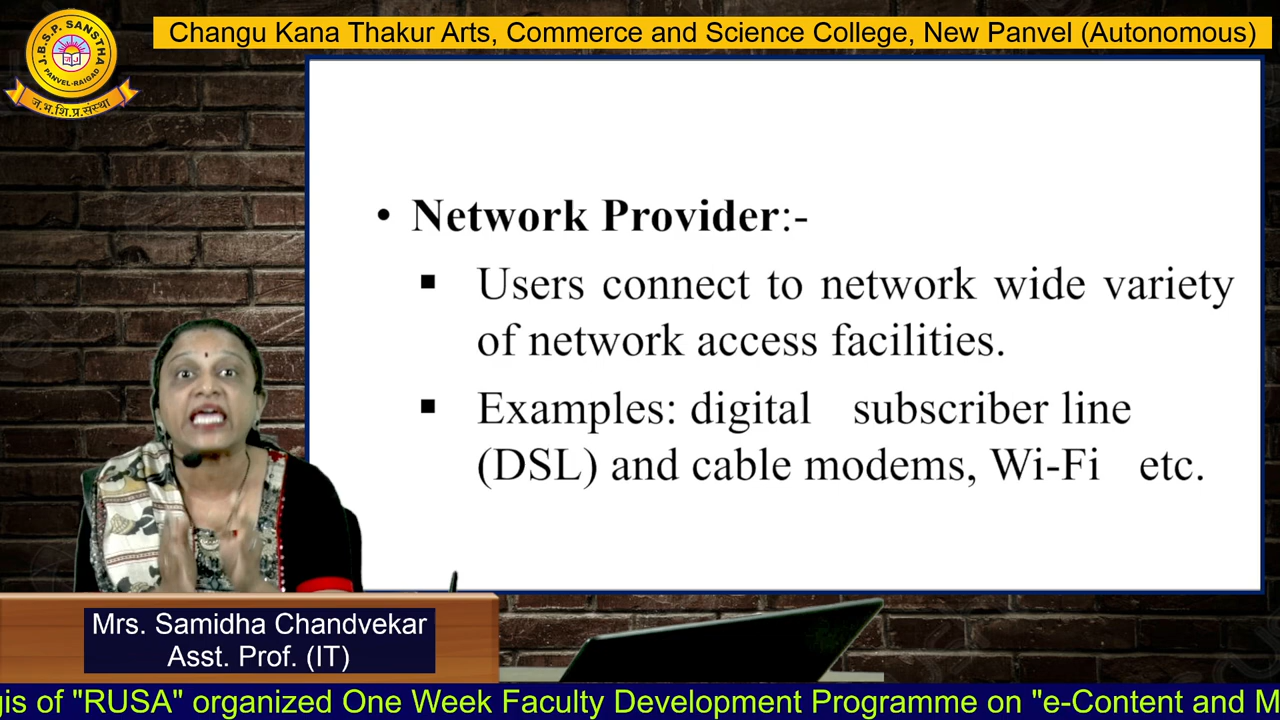 Changu Kana Thakur Arts, Commerce and Science College, New Panvel (Autonomous)
J.B.S.P. SANSTHA
PANVEL-RAIGAD
ज.भ.शि.प्र.संस्था
• Network Provider:-
▪ Users connect to network wide variety
of network access facilities.
▪ Examples: digital subscriber line
(DSL) and cable modems, Wi-Fi etc.
Mrs. Samidha Chandvekar
Asst. Prof. (IT)
gis of "RUSA" organized One Week Faculty Development Programme on "e-Content and M